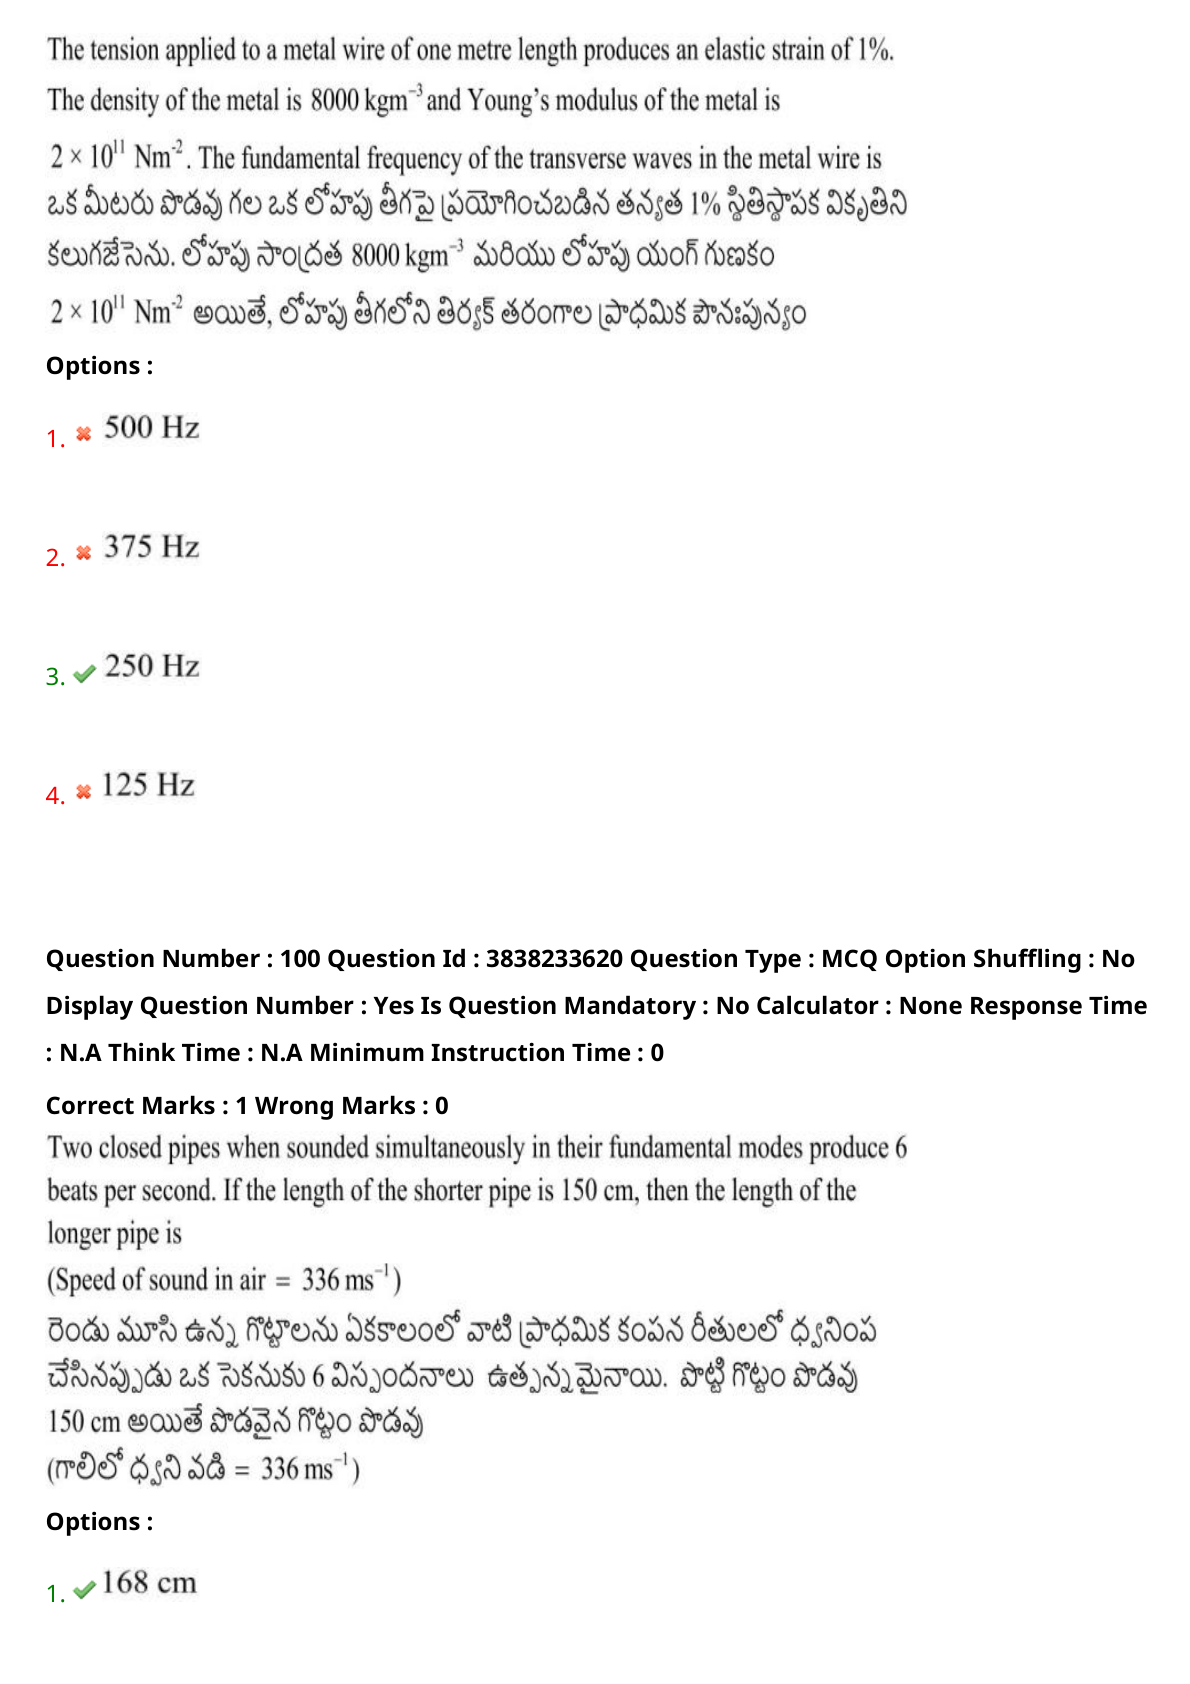 The tension applied to a metal wire of one metre length produces an elastic strain of 1%.
The density of the metal is 8000 kgm⁻³ and Young's modulus of the metal is
2 × 10¹¹ Nm⁻². The fundamental frequency of the transverse waves in the metal wire is
ఒక మీటరు పొడవు గల ఒక లోహపు తీగపై ప్రయోగించబడిన తన్యత 1% స్థితిస్థాపక వికృతిని
కలుగజేసెను. లోహపు సాంద్రత 8000 kgm⁻³ మరియు లోహపు యంగ్ గుణకం
2 × 10¹¹ Nm⁻² అయితే, లోహపు తీగలోని తిర్యక్ తరంగాల ప్రాధమిక పౌనఃపున్యం
Options :
1. 500 Hz
2. 375 Hz
3. 250 Hz
4. 125 Hz
Question Number : 100 Question Id : 3838233620 Question Type : MCQ Option Shuffling : No
Display Question Number : Yes Is Question Mandatory : No Calculator : None Response Time
: N.A Think Time : N.A Minimum Instruction Time : 0
Correct Marks : 1 Wrong Marks : 0
Two closed pipes when sounded simultaneously in their fundamental modes produce 6
beats per second. If the length of the shorter pipe is 150 cm, then the length of the
longer pipe is
(Speed of sound in air = 336 ms⁻¹)
రెండు మూసి ఉన్న గొట్టాలను ఏకకాలంలో వాటి ప్రాధమిక కంపన రీతులలో ధ్వనింప
చేసినప్పుడు ఒక సెకనుకు 6 విస్పందనాలు ఉత్పన్నమైనాయి. పొట్టి గొట్టం పొడవు
150 cm అయితే పొడవైన గొట్టం పొడవు
(గాలిలో ధ్వని వడి = 336 ms⁻¹)
Options :
1. 168 cm